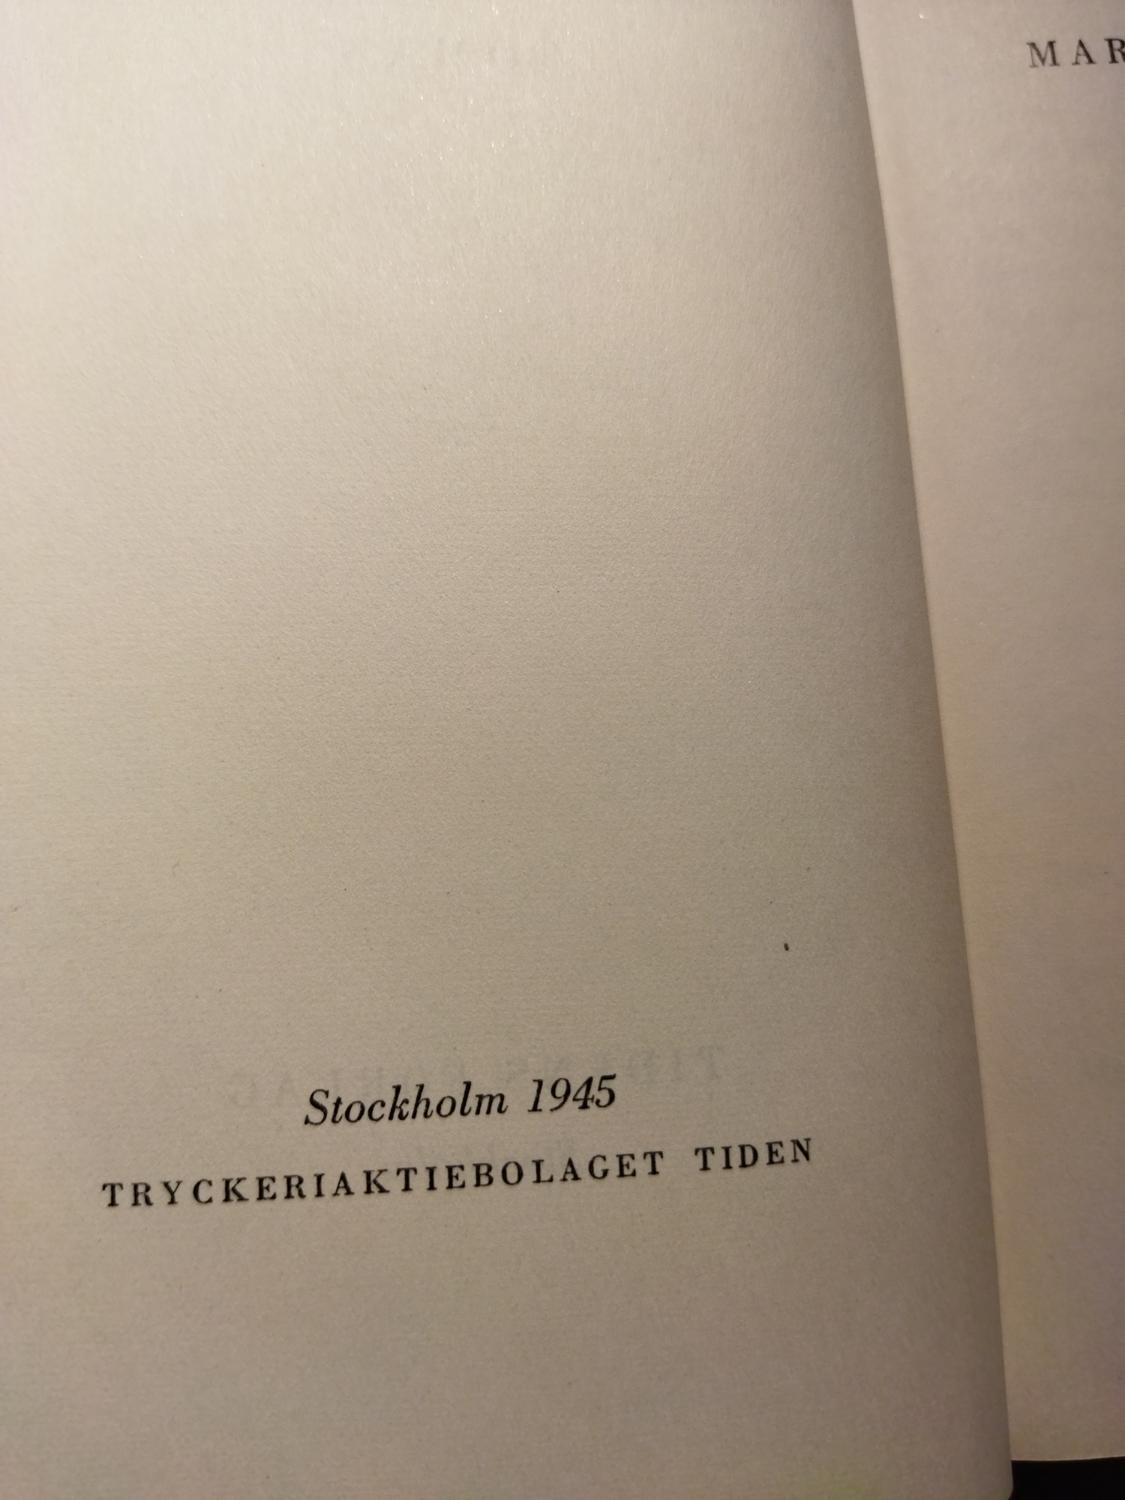 MAR
Stockholm 1945
TRYCKERIAKTIEBOLAGET TIDEN